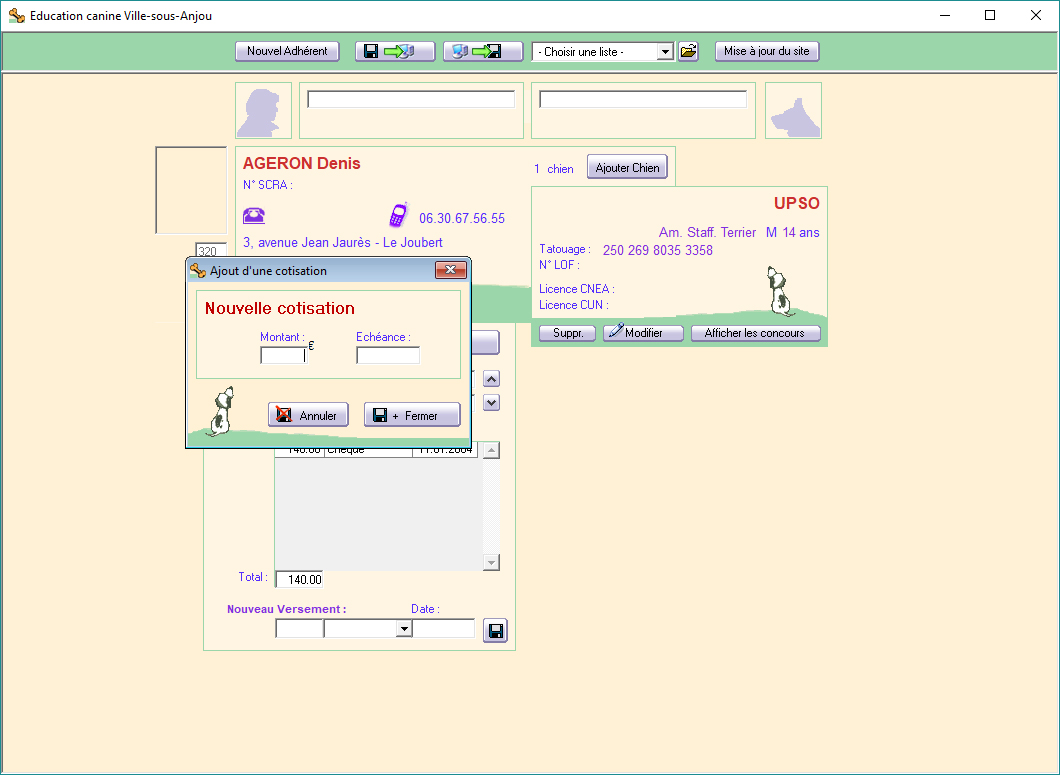 Education canine Ville-sous-Anjou
Nouvel Adhérent
- Choisir une liste -
Mise à jour du site
AGERON Denis
N° SCRA :
1 chien
Ajouter Chien
06.30.67.56.55
3, avenue Jean Jaurès - Le Joubert
320
UPSO
Am. Staff. Terrier M 14 ans
Tatouage : 250 269 8035 3358
N° LOF :
Licence CNEA :
Licence CUN :
Suppr.
Modifier
Afficher les concours
Ajout d'une cotisation
Nouvelle cotisation
Montant :
€
Echéance :
Annuler
+ Fermer
140.00 chèque 11.01.2004
Total : 140.00
Nouveau Versement :
Date :